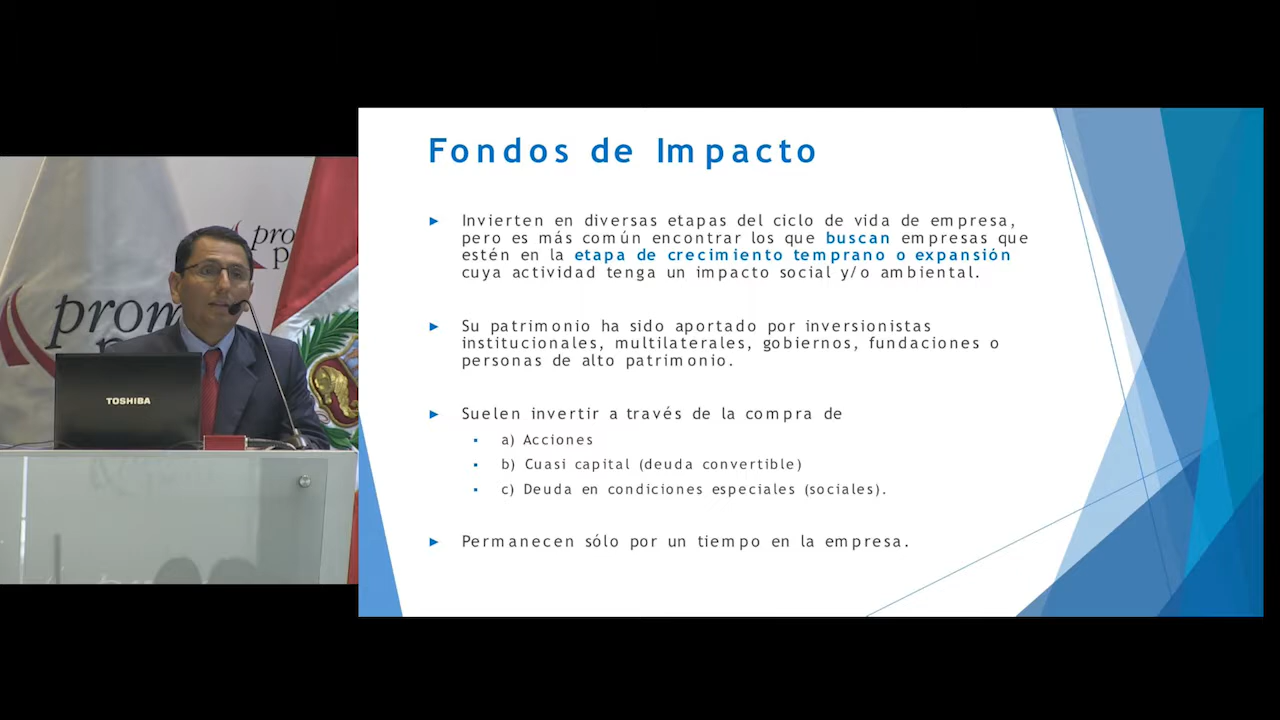 Fondos de Impacto
► Invierten en diversas etapas del ciclo de vida de empresa,
pero es más común encontrar los que buscan empresas que
estén en la etapa de crecimiento temprano o expansión
cuya actividad tenga un impacto social y/o ambiental.
► Su patrimonio ha sido aportado por inversionistas
institucionales, multilaterales, gobiernos, fundaciones o
personas de alto patrimonio.
► Suelen invertir a través de la compra de
▪ a) Acciones
▪ b) Cuasi capital (deuda convertible)
▪ c) Deuda en condiciones especiales (sociales).
► Permanecen sólo por un tiempo en la empresa.
pro
p
prom
TOSHIBA